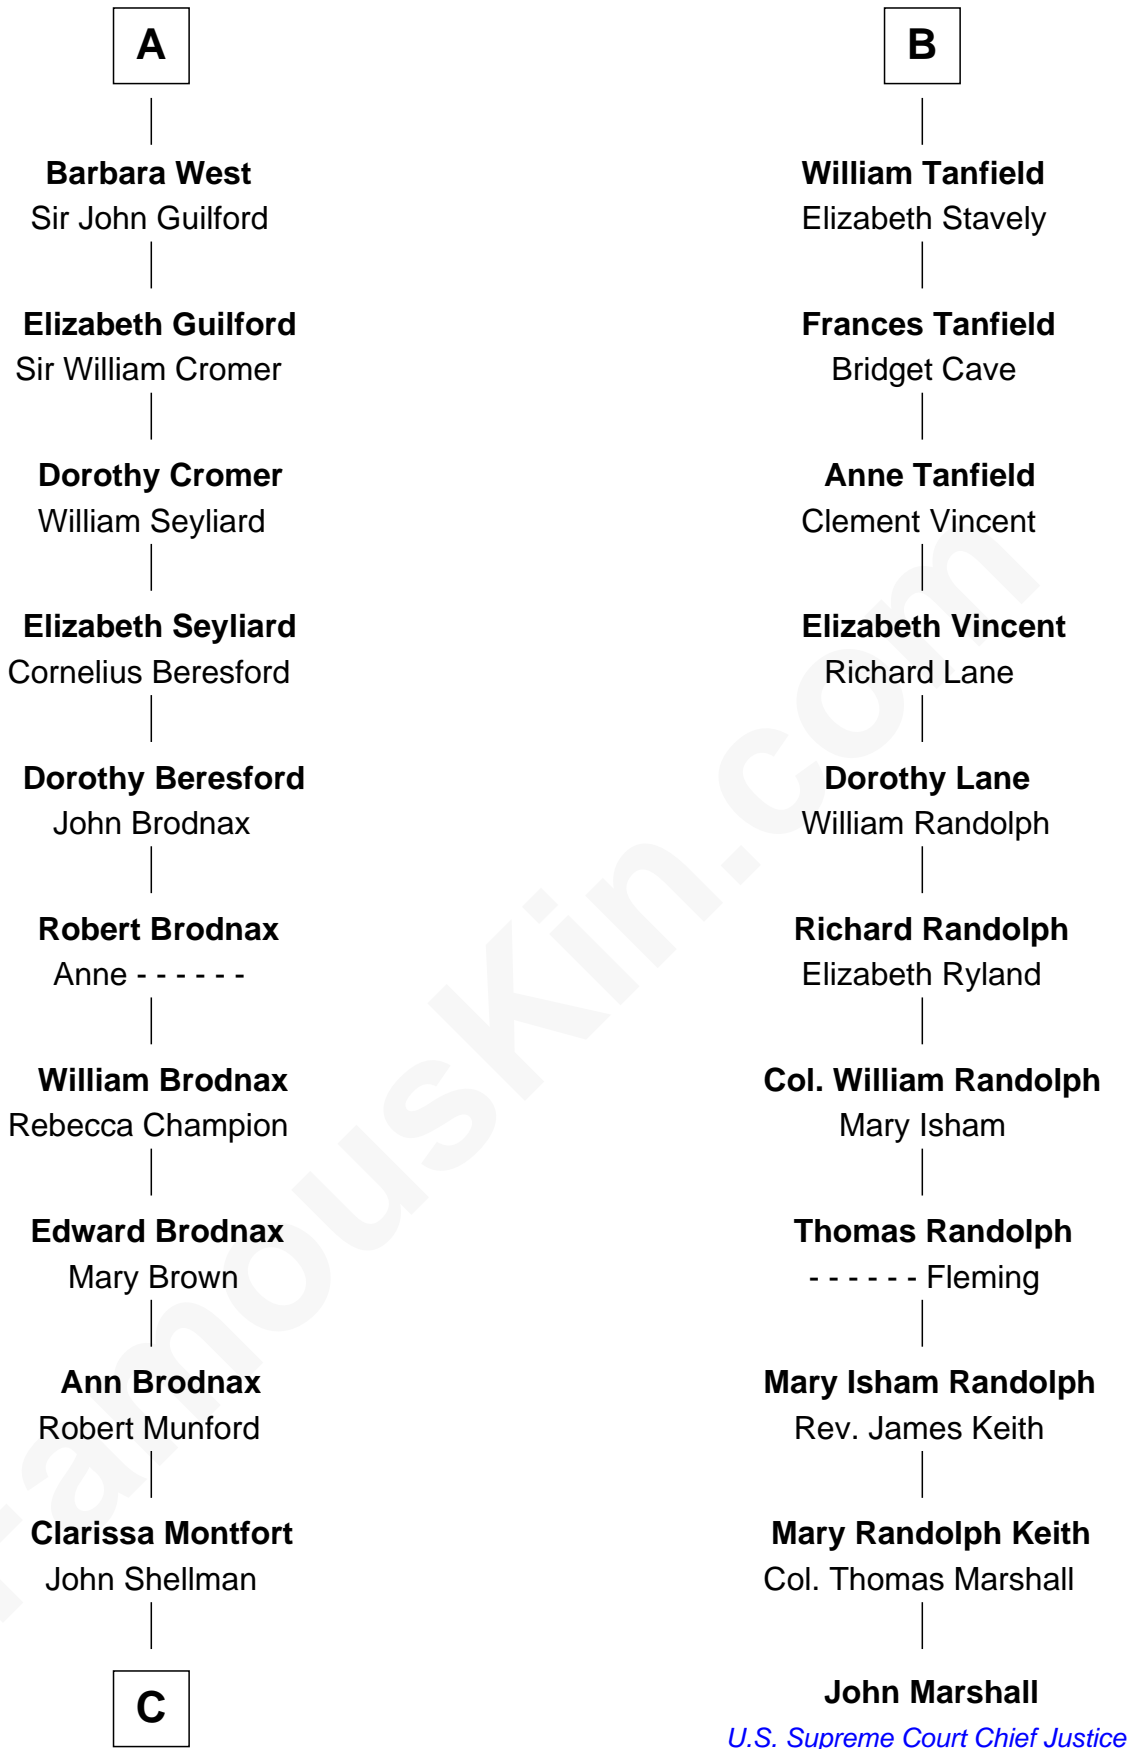 A
Barbara West
Sir John Guilford
Elizabeth Guilford
Sir William Cromer
Dorothy Cromer
William Seyliard
Elizabeth Seyliard
Cornelius Beresford
Dorothy Beresford
John Brodnax
Robert Brodnax
Anne - - - - - -
William Brodnax
Rebecca Champion
Edward Brodnax
Mary Brown
Ann Brodnax
Robert Munford
Clarissa Montfort
John Shellman
C
B
William Tanfield
Elizabeth Stavely
Frances Tanfield
Bridget Cave
Anne Tanfield
Clement Vincent
Elizabeth Vincent
Richard Lane
Dorothy Lane
William Randolph
Richard Randolph
Elizabeth Ryland
Col. William Randolph
Mary Isham
Thomas Randolph
- - - - - - Fleming
Mary Isham Randolph
Rev. James Keith
Mary Randolph Keith
Col. Thomas Marshall
John Marshall
U.S. Supreme Court Chief Justice
FamousKin.com